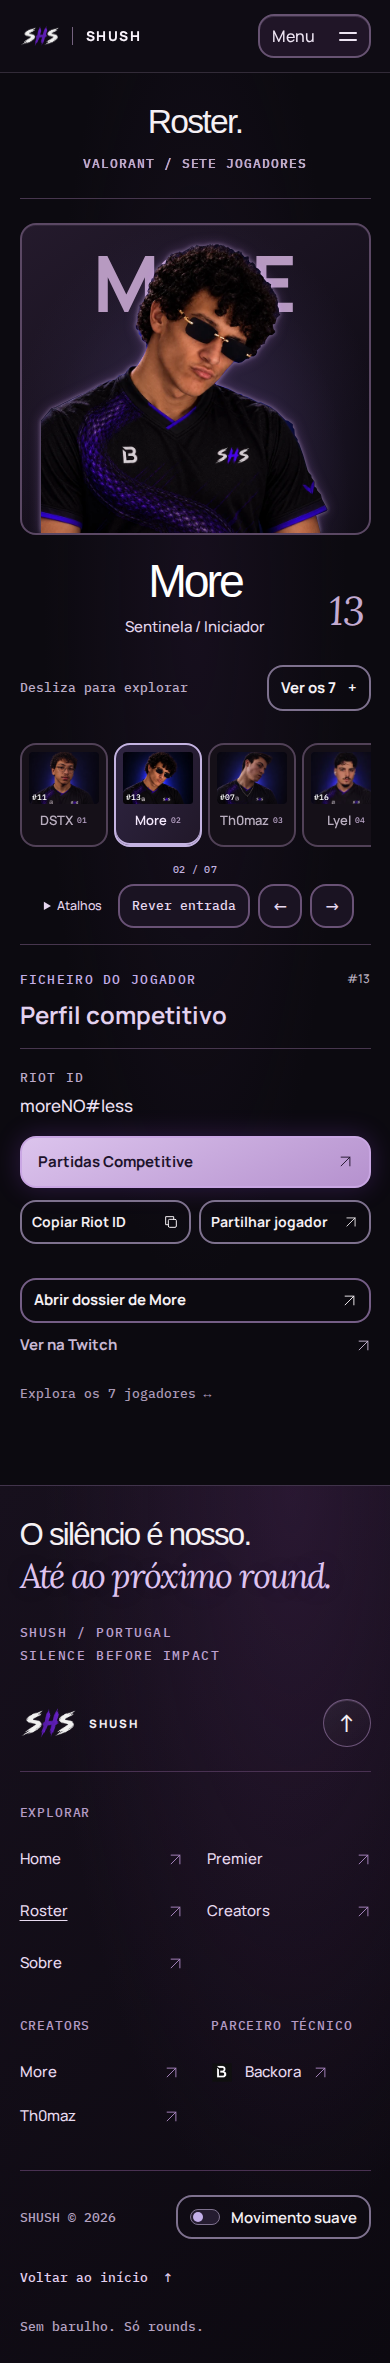 SHS | SHUSH
Menu
Roster.
VALORANT / SETE JOGADORES
SHS
More
Sentinela / Iniciador
13
Desliza para explorar
Ver os 7 +
#11
#13
#07
#16
DSTX 01
More 02
Th0maz 03
Lyel 04
02 / 07
▶ Atalhos
Rever entrada
←
→
FICHEIRO DO JOGADOR
#13
Perfil competitivo
RIOT ID
moreNO#less
Partidas Competitive
Copiar Riot ID
Partilhar jogador
Abrir dossier de More
Ver na Twitch
Explora os 7 jogadores ↔
O silêncio é nosso.
Até ao próximo round.
SHUSH / PORTUGAL
SILENCE BEFORE IMPACT
SHS SHUSH
↑
EXPLORAR
Home
Premier
Roster
Creators
Sobre
CREATORS
PARCEIRO TÉCNICO
More
B Backora
Th0maz
SHUSH © 2026
Movimento suave
Voltar ao início ↑
Sem barulho. Só rounds.